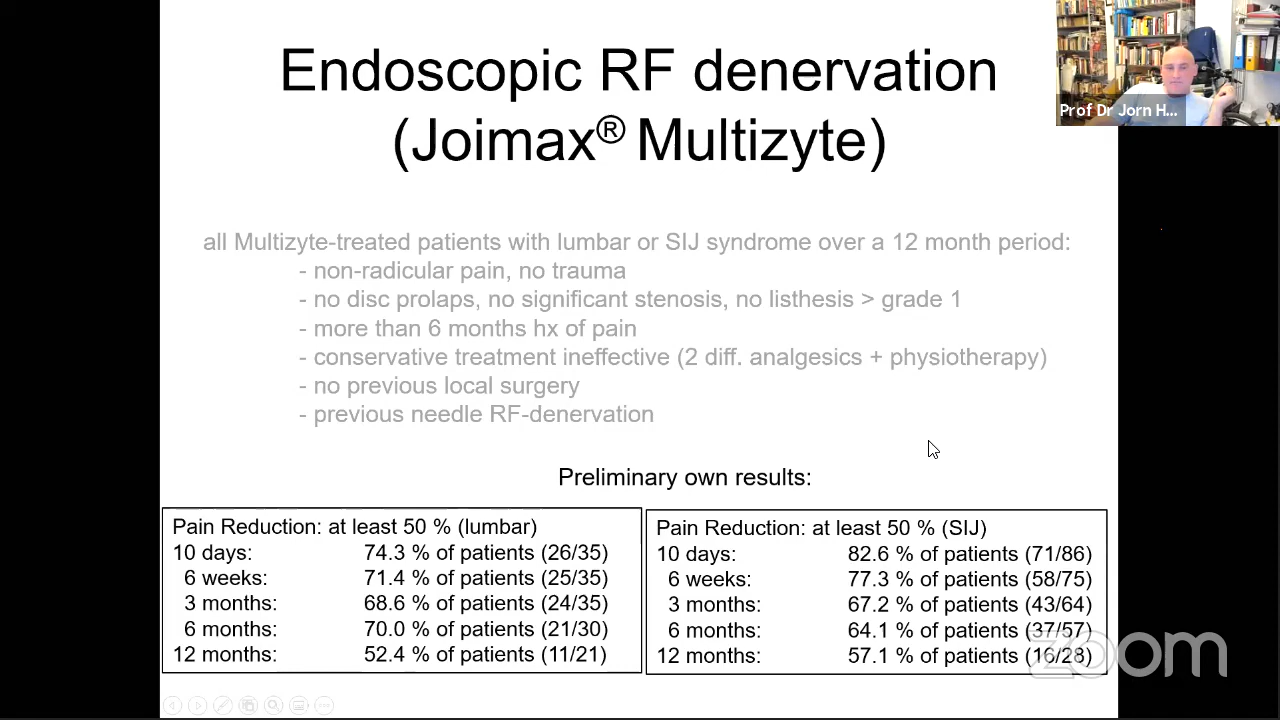 Endoscopic RF denervation
(Joimax® Multizyte)
Prof Dr Jorn H...
all Multizyte-treated patients with lumbar or SIJ syndrome over a 12 month period:
- non-radicular pain, no trauma
- no disc prolaps, no significant stenosis, no listhesis > grade 1
- more than 6 months hx of pain
- conservative treatment ineffective (2 diff. analgesics + physiotherapy)
- no previous local surgery
- previous needle RF-denervation
Preliminary own results:
Pain Reduction: at least 50 % (lumbar)
10 days: 74.3 % of patients (26/35)
6 weeks: 71.4 % of patients (25/35)
3 months: 68.6 % of patients (24/35)
6 months: 70.0 % of patients (21/30)
12 months: 52.4 % of patients (11/21)
Pain Reduction: at least 50 % (SIJ)
10 days: 82.6 % of patients (71/86)
6 weeks: 77.3 % of patients (58/75)
3 months: 67.2 % of patients (43/64)
6 months: 64.1 % of patients (37/57)
12 months: 57.1 % of patients (16/28)
zoom